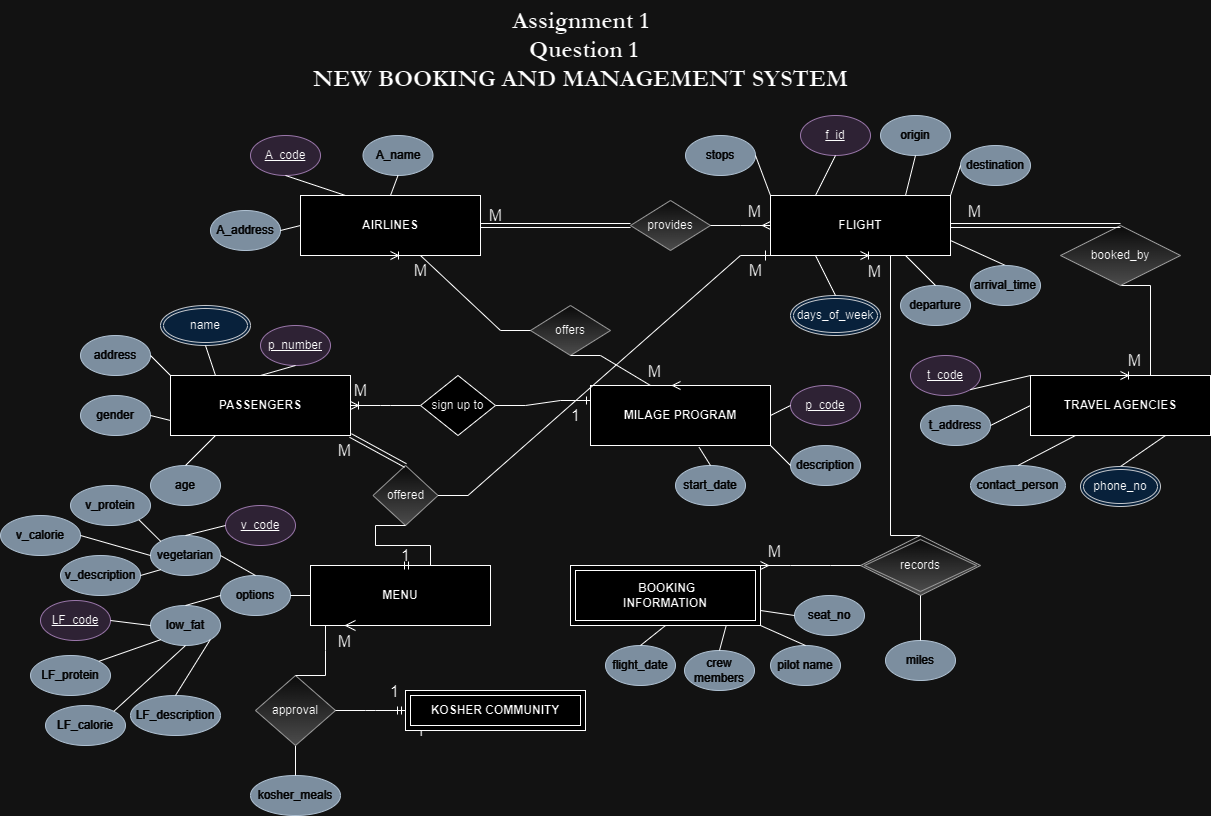 Assignment 1
Question 1
NEW BOOKING AND MANAGEMENT SYSTEM
A_code
A_name
A_address
AIRLINES
M
provides
M
stops
f_id
origin
destination
FLIGHT
M
booked_by
M
M
M
days_of_week
departure
arrival_time
offers
M
name
address
p_number
gender
PASSENGERS
M
sign up to
1
MILAGE PROGRAM
p_code
description
start_date
M
t_code
t_address
TRAVEL AGENCIES
contact_person
phone_no
age
M
offered
v_protein
v_calorie
v_code
vegetarian
v_description
options
1
MENU
LF_code
low_fat
LF_protein
LF_calorie
LF_description
M
approval
1
KOSHER COMMUNITY
kosher_meals
BOOKING
INFORMATION
M
records
seat_no
flight_date
crew
members
pilot name
miles